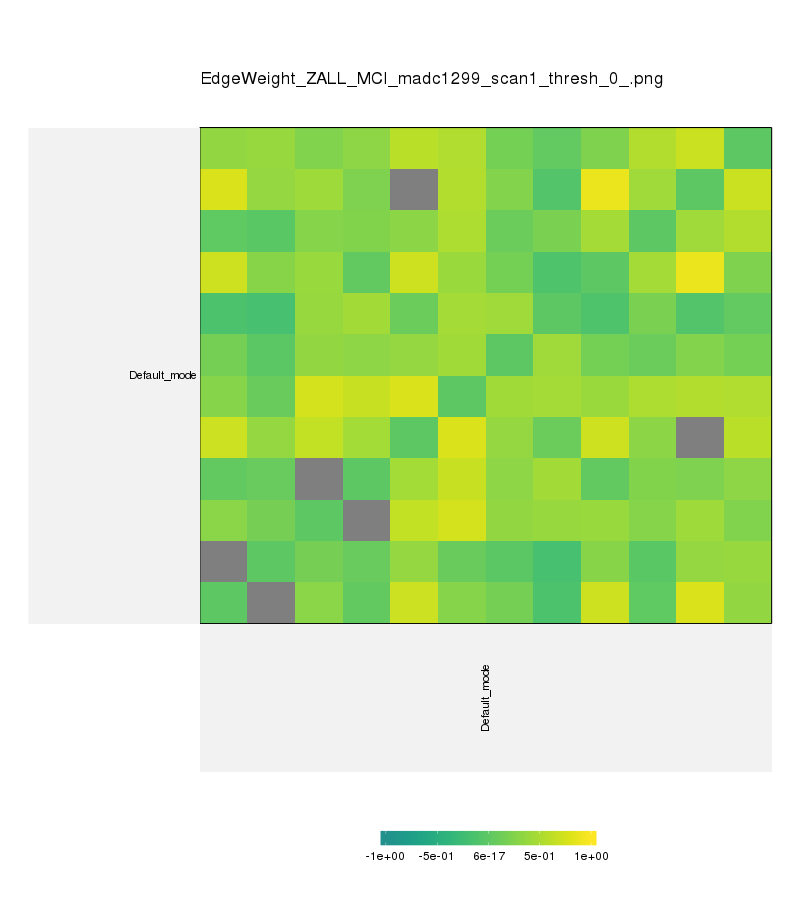 EdgeWeight_ZALL_MCI_madc1299_scan1_thresh_0_.png
Default_mode
Default_mode
-1e+00 -5e-01 6e-17 5e-01 1e+00